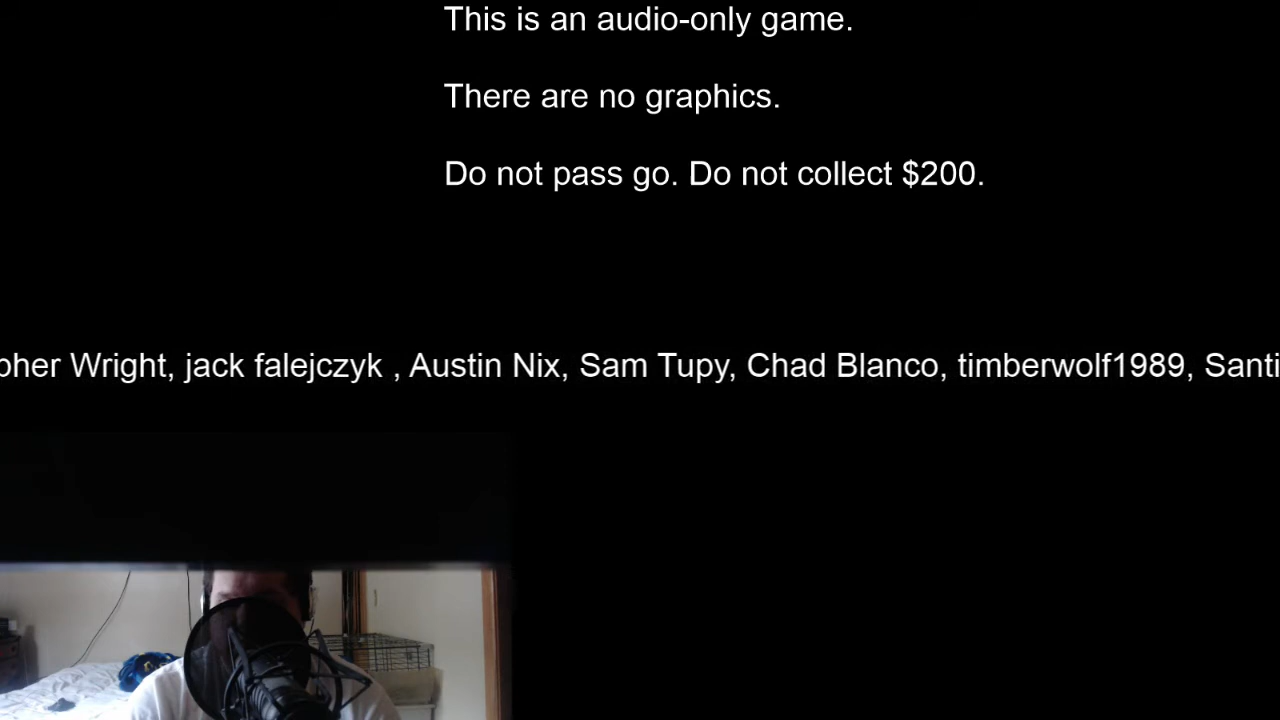 This is an audio-only game.
There are no graphics.
Do not pass go. Do not collect $200.
pher Wright, jack falejczyk , Austin Nix, Sam Tupy, Chad Blanco, timberwolf1989, Santi